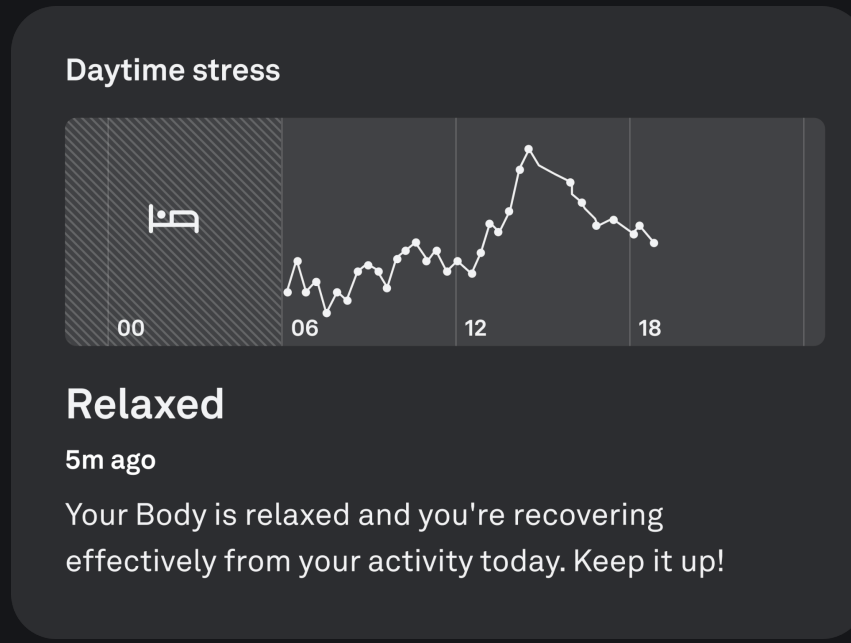 Daytime stress
00 06 12 18
Relaxed
5m ago
Your Body is relaxed and you're recovering
effectively from your activity today. Keep it up!